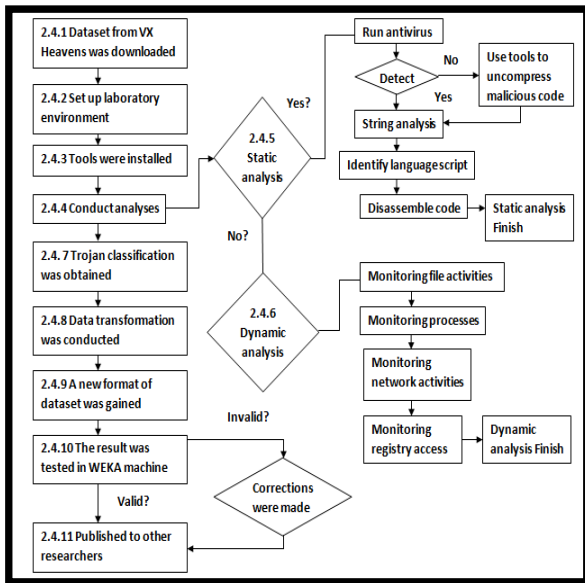 2.4.1 Dataset from VX
Heavens was downloaded
2.4.2 Set up laboratory
environment
2.4.3 Tools were installed
2.4.4 Conduct analyses
2.4.7 Trojan classification
was obtained
2.4.8 Data transformation
was conducted
2.4.9 A new format of
dataset was gained
2.4.10 The result was
tested in WEKA machine
Valid?
2.4.11 Published to other
researchers
Invalid?
Corrections
were made
Yes?
2.4.5
Static
analysis
No?
2.4.6
Dynamic
analysis
Run antivirus
Detect
No
Yes
Use tools to
uncompress
malicious code
String analysis
Identify language script
Disassemble code
Static analysis
Finish
Monitoring file activities
Monitoring processes
Monitoring
network activities
Monitoring
registry access
Dynamic
analysis Finish